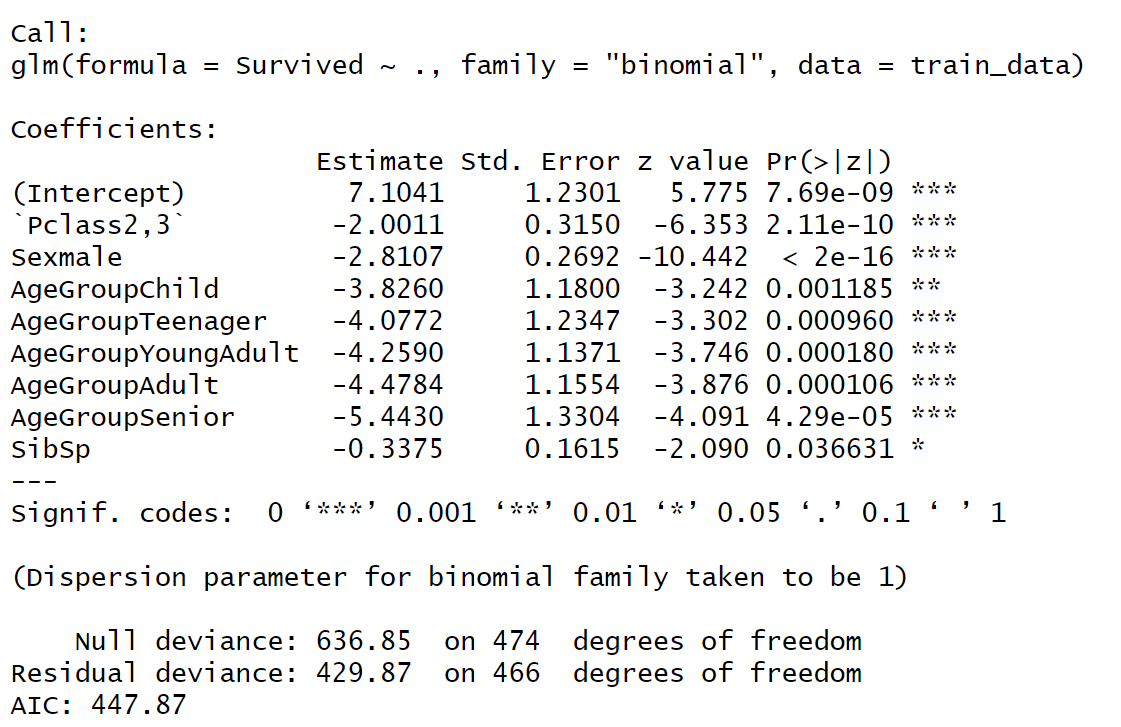 Call:
glm(formula = Survived ~ ., family = "binomial", data = train_data)
Coefficients:
Estimate Std. Error z value Pr(>|z|)
(Intercept) 7.1041 1.2301 5.775 7.69e-09 ***
`Pclass2,3` -2.0011 0.3150 -6.353 2.11e-10 ***
Sexmale -2.8107 0.2692 -10.442 < 2e-16 ***
AgeGroupChild -3.8260 1.1800 -3.242 0.001185 **
AgeGroupTeenager -4.0772 1.2347 -3.302 0.000960 ***
AgeGroupYoungAdult -4.2590 1.1371 -3.746 0.000180 ***
AgeGroupAdult -4.4784 1.1554 -3.876 0.000106 ***
AgeGroupSenior -5.4430 1.3304 -4.091 4.29e-05 ***
SibSp -0.3375 0.1615 -2.090 0.036631 *
---
Signif. codes: 0 ‘***’ 0.001 ‘**’ 0.01 ‘*’ 0.05 ‘.’ 0.1 ‘ ’ 1
(Dispersion parameter for binomial family taken to be 1)
Null deviance: 636.85 on 474 degrees of freedom
Residual deviance: 429.87 on 466 degrees of freedom
AIC: 447.87